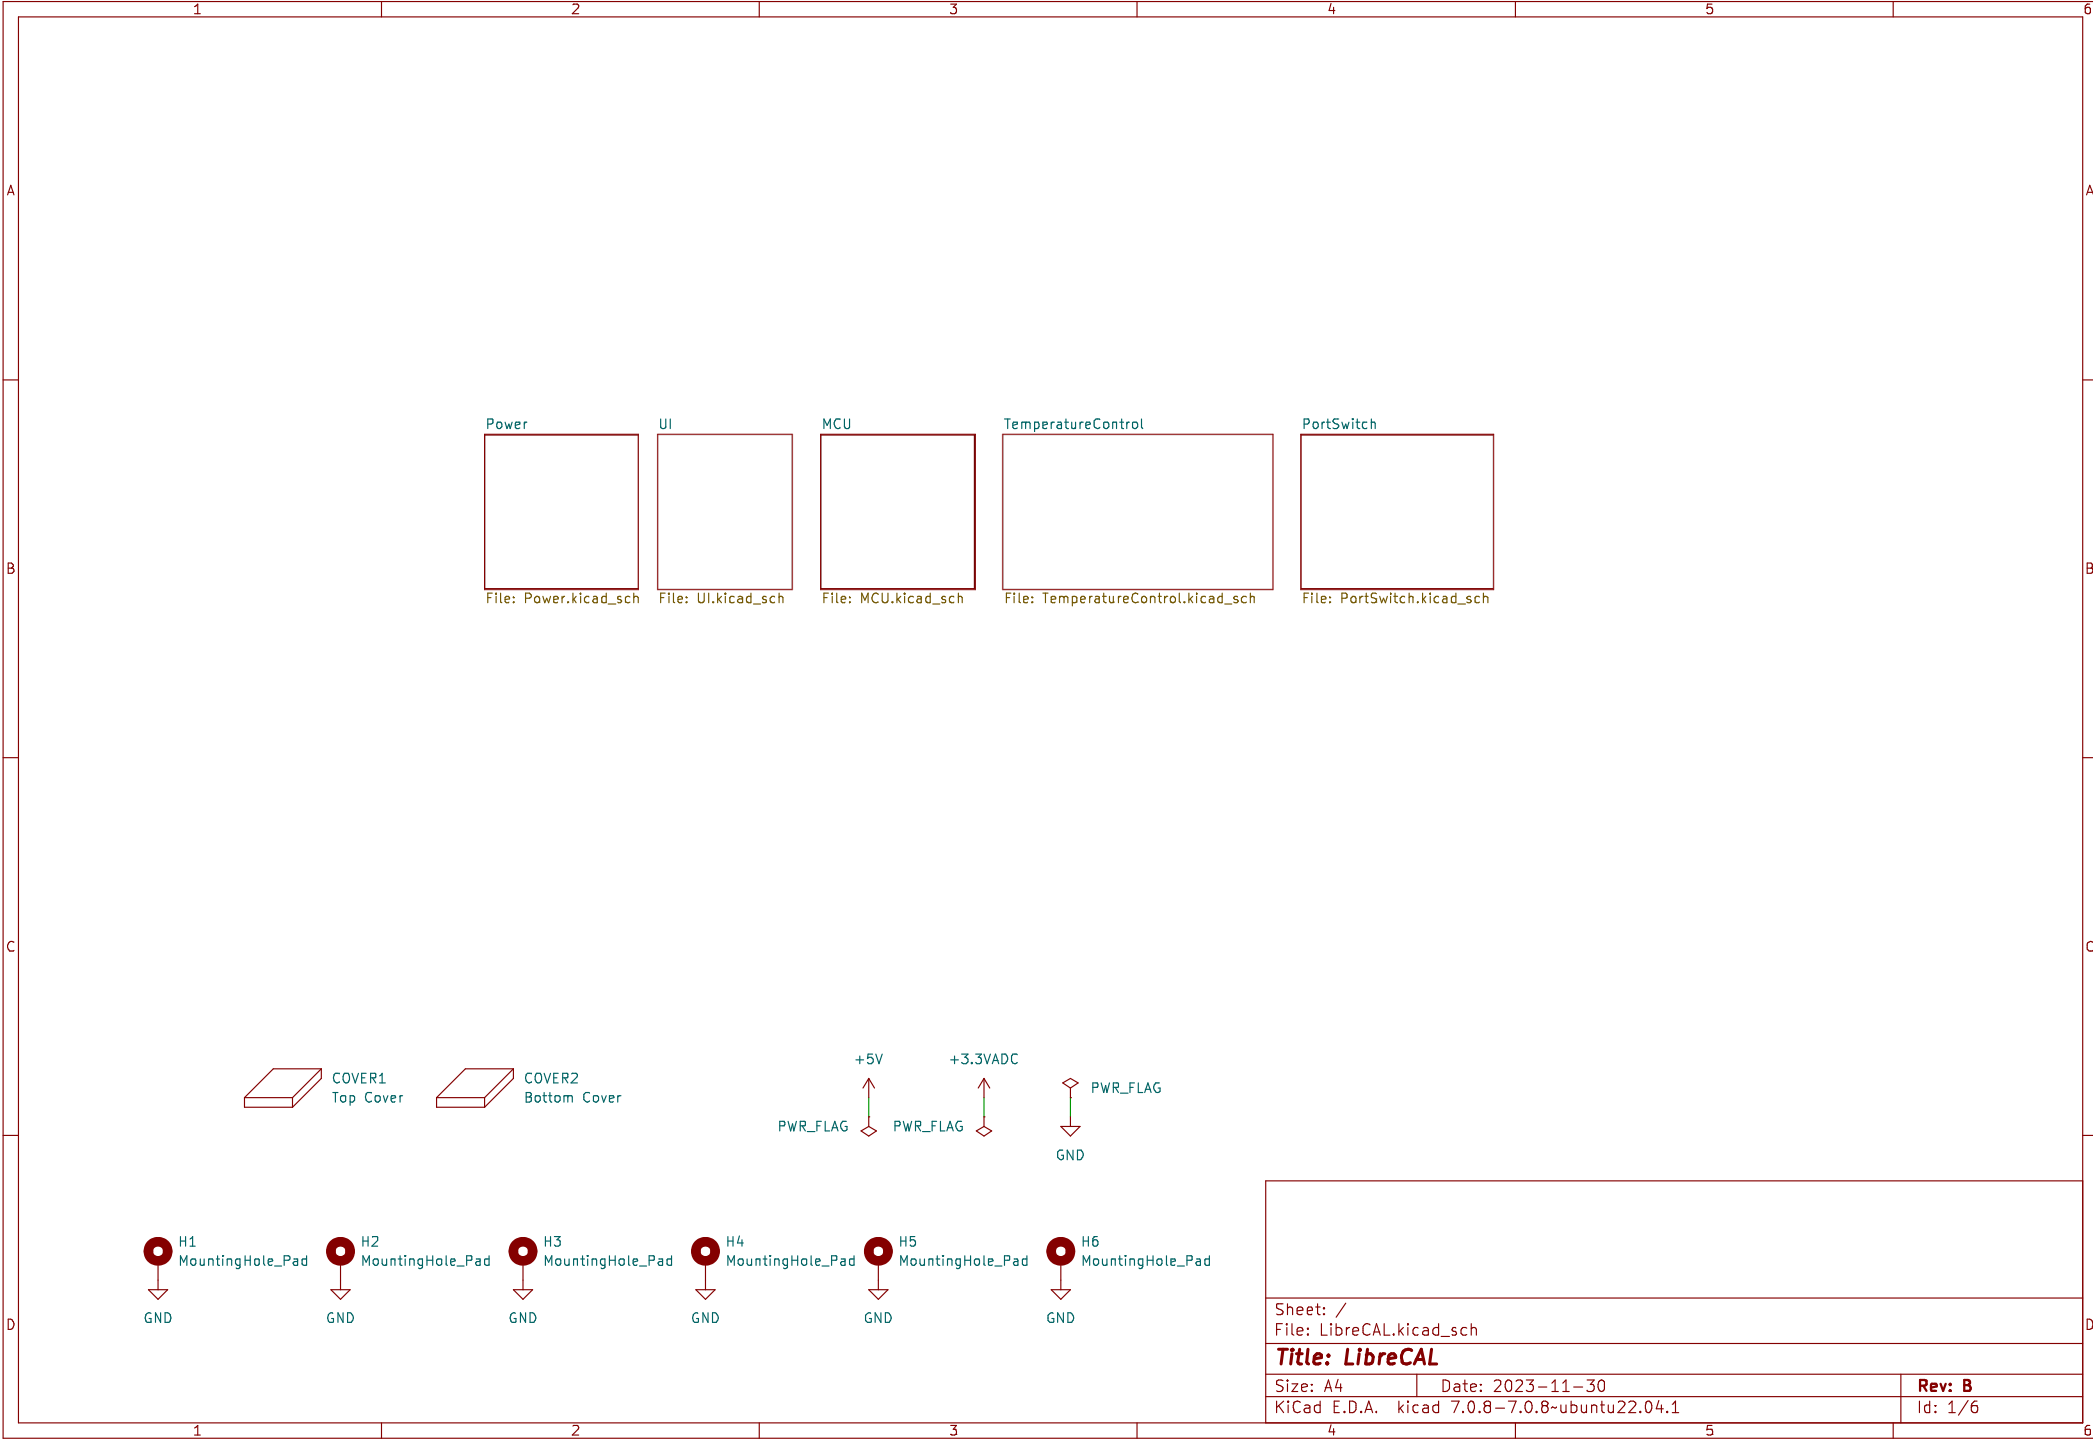 1 2 3 4 5 6
A A
Power UI MCU TemperatureControl PortSwitch
B B
File: Power.kicad_sch File: UI.kicad_sch File: MCU.kicad_sch File: TemperatureControl.kicad_sch File: PortSwitch.kicad_sch
C C
+5V +3.3VADC
COVER1 COVER2
PWR_FLAG
Top Cover Bottom Cover
PWR_FLAG PWR_FLAG
GND
H1 H2 H3 H4 H5 H6
MountingHole_Pad MountingHole_Pad MountingHole_Pad MountingHole_Pad MountingHole_Pad MountingHole_Pad
GND GND GND GND GND GND
Sheet: /
D D
File: LibreCAL.kicad_sch
Title: LibreCAL
Size: A4 Date: 2023-11-30 Rev: B
KiCad E.D.A. kicad 7.0.8-7.0.8~ubuntu22.04.1 Id: 1/6
1 2 3 4 5 6